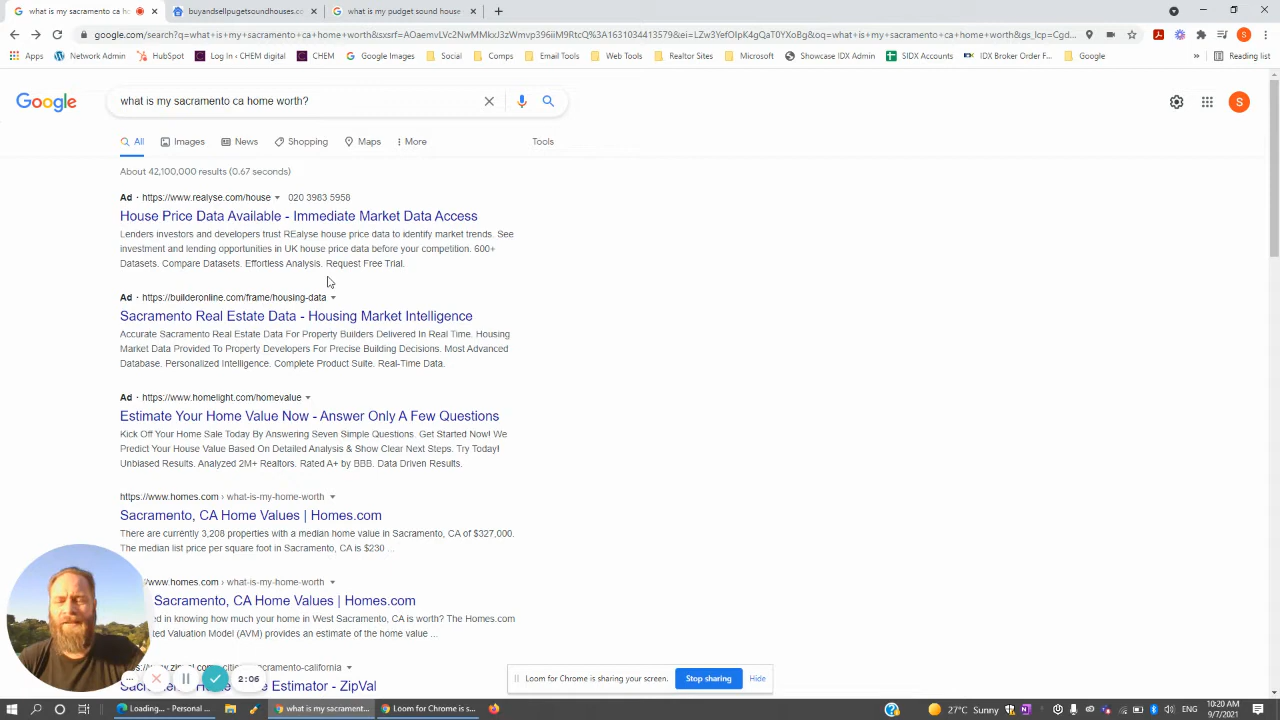 what is my sacramento ca ho
buyandsellpugetsoundhouses.c
what is my pudget sound house
google.com/search?q=what+is+my+sacramento+ca+home+worth&sxsrf=AOaemvLVc2NwMMkxJ3zWmvp396iiM9RtcQ%3A1631034413579&ei=LZw3YefOIpK4gQaT0YXo8g&oq=what+is+my+sacramento+ca+home+worth&gs_lcp=Cgd...
S
Apps
Network Admin
HubSpot
Log In ‹ CHEM digital
CHEM
Google Images
Social
Comps
Email Tools
Web Tools
Realtor Sites
Microsoft
Showcase IDX Admin
SIDX Accounts
IDX Broker Order F...
Google
»
Reading list
Google
what is my sacramento ca home worth?
S
All
Images
News
Shopping
Maps
More
Tools
About 42,100,000 results (0.67 seconds)
Ad · https://www.realyse.com/house 020 3983 5958
House Price Data Available - Immediate Market Data Access
Lenders investors and developers trust REalyse house price data to identify market trends. See
investment and lending opportunities in UK house price data before your competition. 600+
Datasets. Compare Datasets. Effortless Analysis. Request Free Trial.
Ad · https://builderonline.com/frame/housing-data
Sacramento Real Estate Data - Housing Market Intelligence
Accurate Sacramento Real Estate Data For Property Builders Delivered In Real Time. Housing
Market Data Provided To Property Developers For Precise Building Decisions. Most Advanced
Database. Personalized Intelligence. Complete Product Suite. Real-Time Data.
Ad · https://www.homelight.com/homevalue
Estimate Your Home Value Now - Answer Only A Few Questions
Kick Off Your Home Sale Today By Answering Seven Simple Questions. Get Started Now! We
Predict Your House Value Based On Detailed Analysis & Show Clear Next Steps. Try Today!
Unbiased Results. Analyzed 2M+ Realtors. Rated A+ by BBB. Data Driven Results.
https://www.homes.com › what-is-my-home-worth
Sacramento, CA Home Values | Homes.com
There are currently 3,208 properties with a median home value in Sacramento, CA of $327,000.
The median list price per square foot in Sacramento, CA is $230 ...
www.homes.com › what-is-my-home-worth
Sacramento, CA Home Values | Homes.com
ed in knowing how much your home in West Sacramento, CA is worth? The Homes.com
ted Valuation Model (AVM) provides an estimate of the home value ...
2:06
Estimator - ZipVal
Loom for Chrome is sharing your screen.
Stop sharing
Hide
Loading... - Personal ...
what is my sacrament...
Loom for Chrome is s...
27°C Sunny
10:20 AM
9/7/2021